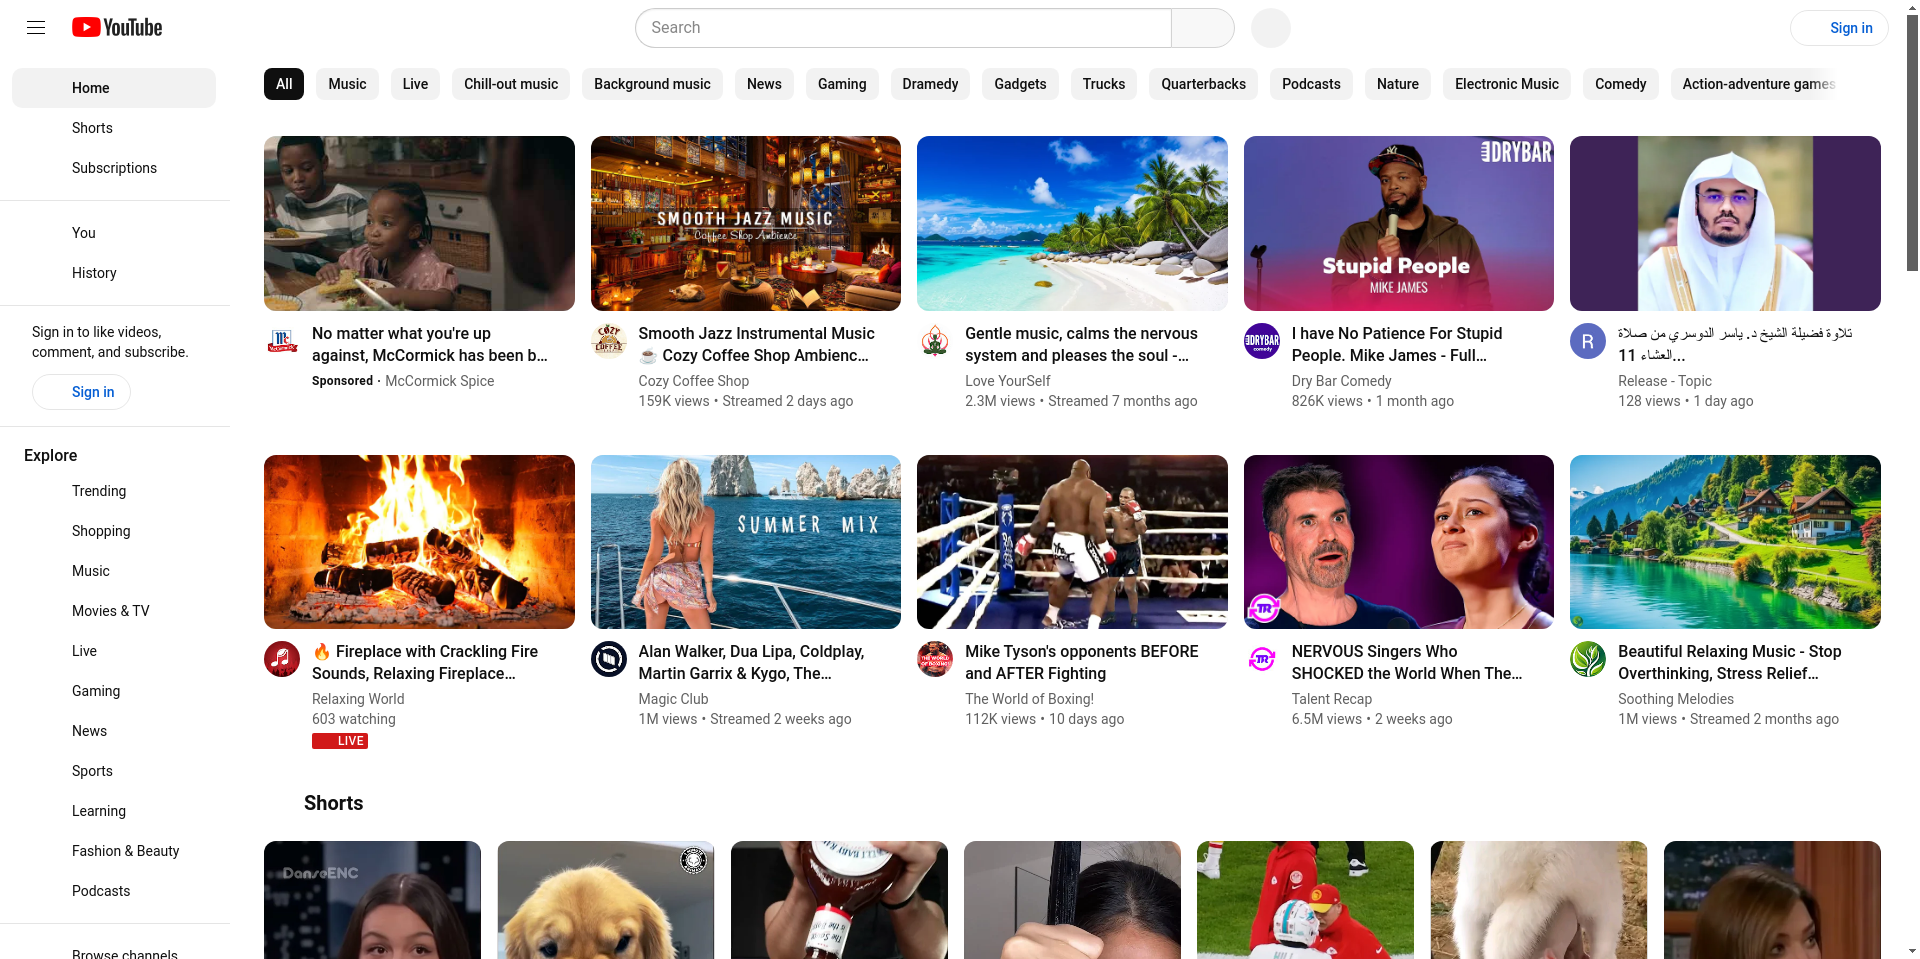 YouTube
Search
Sign in
Home
Shorts
Subscriptions
You
History
Sign in to like videos,
comment, and subscribe.
Sign in
Explore
Trending
Shopping
Music
Movies & TV
Live
Gaming
News
Sports
Learning
Fashion & Beauty
Podcasts
Browse channels
All
Music
Live
Chill-out music
Background music
News
Gaming
Dramedy
Gadgets
Trucks
Quarterbacks
Podcasts
Nature
Electronic Music
Comedy
Action-adventure games
No matter what you're up
against, McCormick has been b...
Sponsored · McCormick Spice
SMOOTH JAZZ MUSIC
Coffee Shop Ambience
COZY
COFFEE
Smooth Jazz Instrumental Music
☕ Cozy Coffee Shop Ambienc...
Cozy Coffee Shop
159K views • Streamed 2 days ago
Gentle music, calms the nervous
system and pleases the soul -...
Love YourSelf
2.3M views • Streamed 7 months ago
DRYBAR
Stupid People
MIKE JAMES
DRYBAR
comedy
I have No Patience For Stupid
People. Mike James - Full...
Dry Bar Comedy
826K views • 1 month ago
R
تلاوة فضيلة الشيخ د. ياسر الدوسري من صلاة
العشاء 11...
Release - Topic
128 views • 1 day ago
🔥 Fireplace with Crackling Fire
Sounds, Relaxing Fireplace...
Relaxing World
603 watching
LIVE
SUMMER MIX
Alan Walker, Dua Lipa, Coldplay,
Martin Garrix & Kygo, The...
Magic Club
1M views • Streamed 2 weeks ago
THE WORLD
OF BOXING!
Mike Tyson's opponents BEFORE
and AFTER Fighting
The World of Boxing!
112K views • 10 days ago
TR
TR
NERVOUS Singers Who
SHOCKED the World When The...
Talent Recap
6.5M views • 2 weeks ago
Beautiful Relaxing Music - Stop
Overthinking, Stress Relief...
Soothing Melodies
1M views • Streamed 2 months ago
Shorts
DanseENC